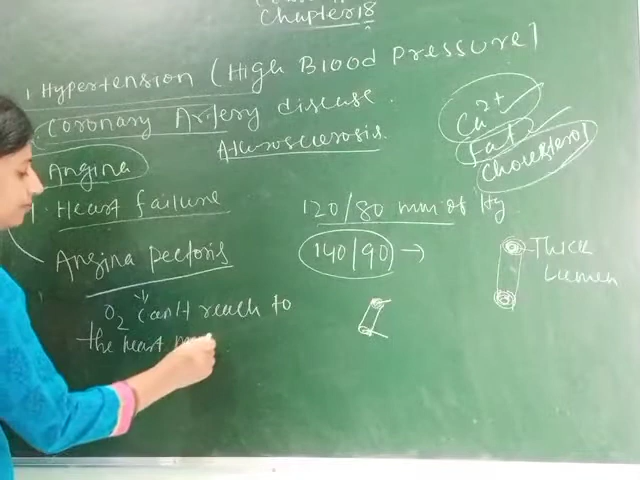 Chapter 18
1. Hypertension (High Blood Pressure)
Coronary Artery disease.
Atherosclerosis.
Angina
Heart failure
Angina Pectoris
O2 Can't reach to
the heart
Ca2+
Fat
Cholesterol
120/80 mm of Hg.
140/90 →
Thick
Lumen